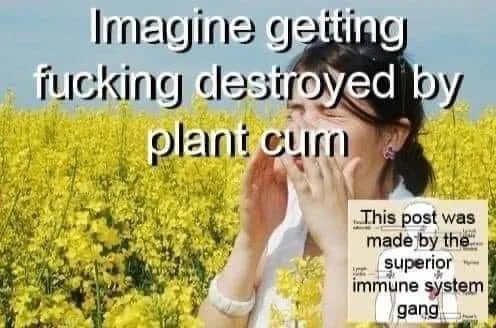 Imagine getting
fucking destroyed by
plant cum
This post was
made by the
superior
immune system
gang